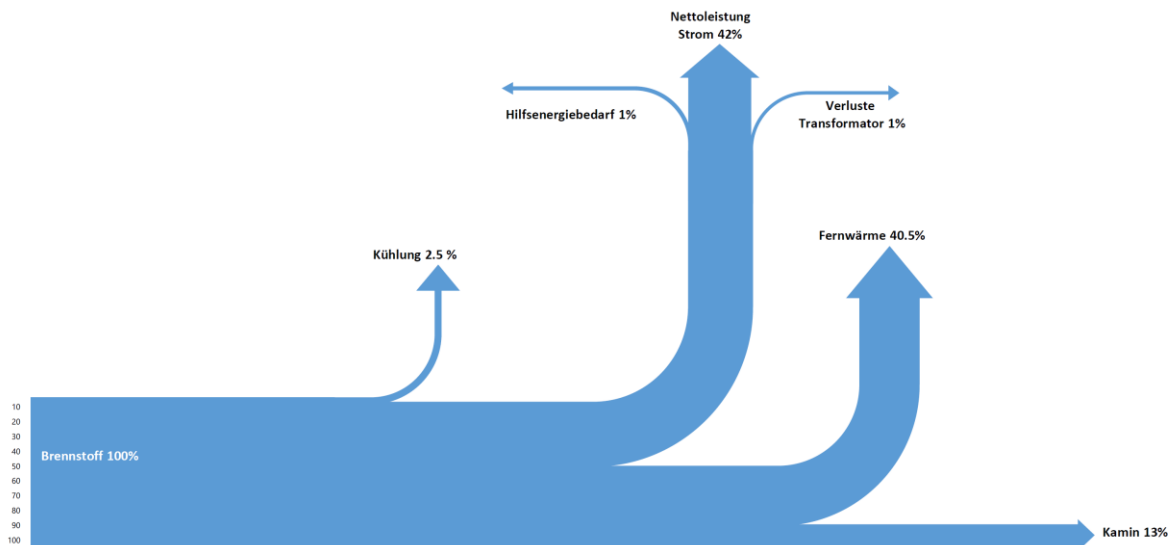 Nettoleistung
Strom 42%
Hilfsenergiebedarf 1%
Verluste
Transformator 1%
Fernwärme 40.5%
Kühlung 2.5 %
10
20
30
40
Brennstoff 100%
50
60
70
80
90
100
Kamin 13%